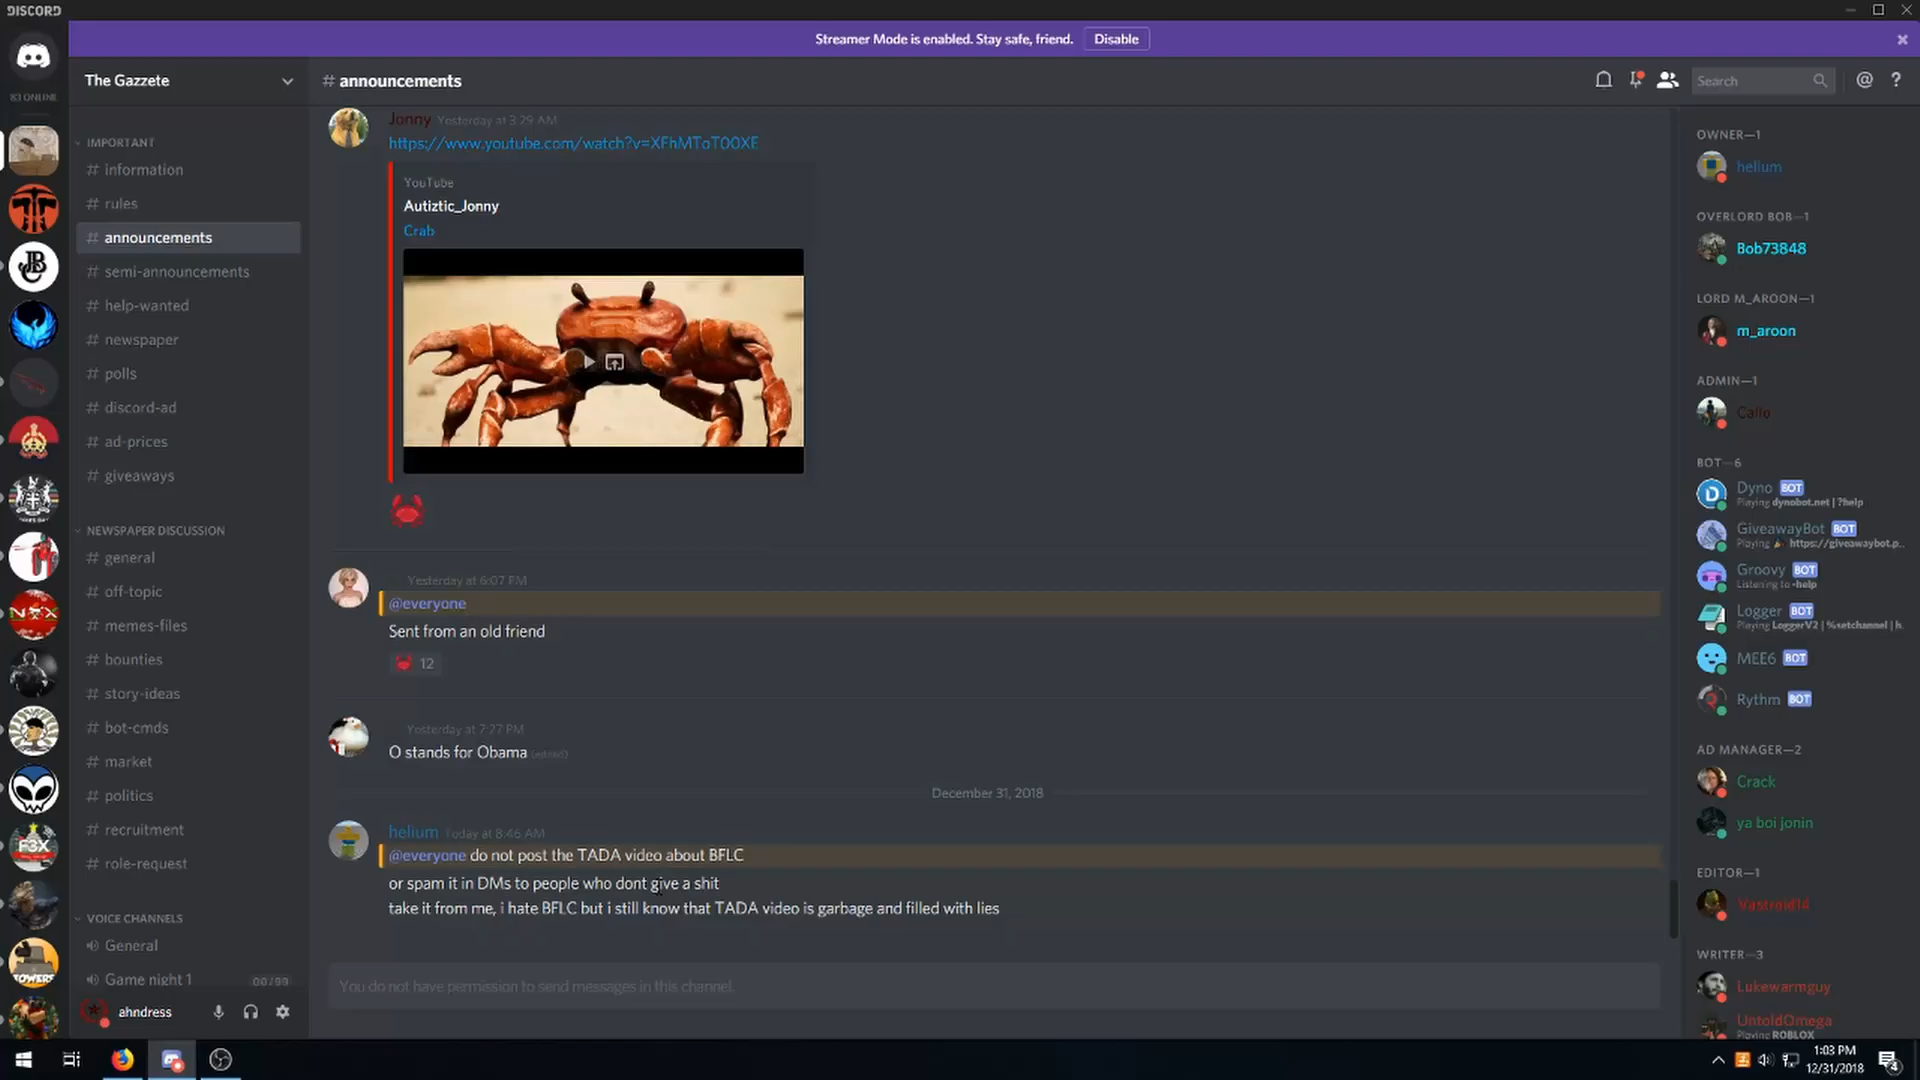 DISCORD
Streamer Mode is enabled. Stay safe, friend. Disable
The Gazzete
# announcements
Search
83 ONLINE
IMPORTANT
# information
# rules
# announcements
# semi-announcements
# help-wanted
# newspaper
# polls
# discord-ad
# ad-prices
# giveaways
NEWSPAPER DISCUSSION
# general
# off-topic
# memes-files
# bounties
# story-ideas
# bot-cmds
# market
# politics
# recruitment
# role-request
VOICE CHANNELS
General
Game night 1 00/99
ahndress
Jonny Yesterday at 3:29 AM
https://www.youtube.com/watch?v=XFhMTaT00XE
YouTube
Autiztic_Jonny
Crab
Yesterday at 6:07 PM
@everyone
Sent from an old friend
12
Yesterday at 7:27 PM
O stands for Obama (edited)
December 31, 2018
helium Today at 8:46 AM
@everyone do not post the TADA video about BFLC
or spam it in DMs to people who dont give a shit
take it from me, i hate BFLC but i still know that TADA video is garbage and filled with lies
You do not have permission to send messages in this channel.
OWNER—1
helium
OVERLORD BOB—1
Bob73848
LORD M_AROON—1
m_aroon
ADMIN—1
Callo
BOT—6
Dyno BOT
Playing dynobot.net | ?help
GiveawayBot BOT
Playing https://giveawaybot.p...
Groovy BOT
Listening to -help
Logger BOT
Playing LoggerV2 | %setchannel | h
MEE6 BOT
Rythm BOT
AD MANAGER—2
Crack
ya boi jonin
EDITOR—1
Vastroid14
WRITER—3
Lukewarmguy
UntoldOmega
Playing ROBLOX
1:03 PM
12/31/2018
4